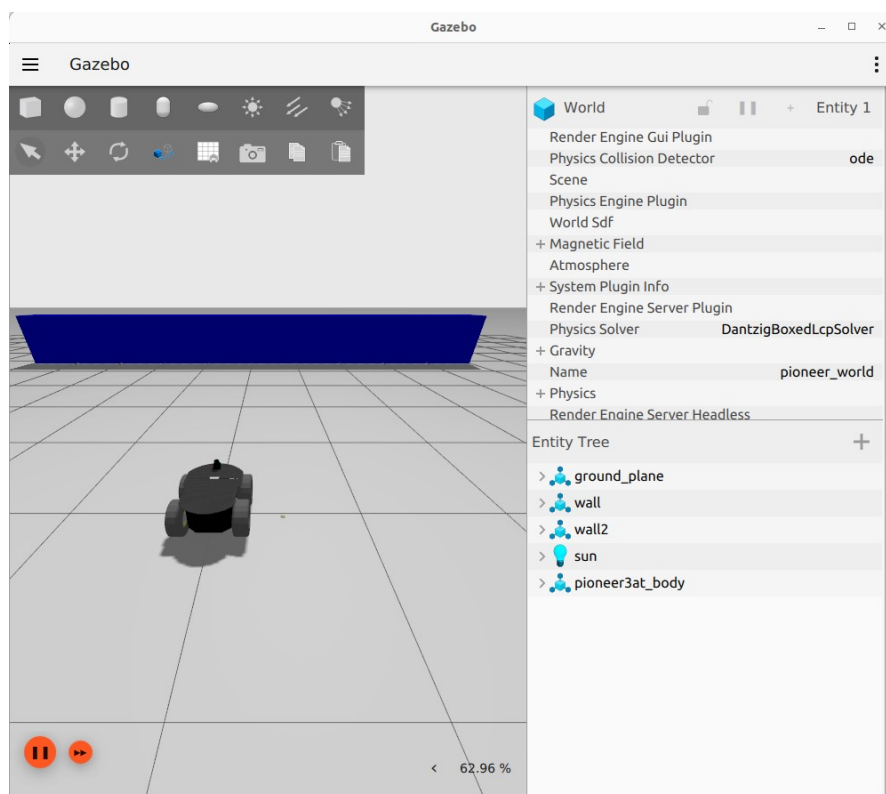 Gazebo
Gazebo
World Entity 1
Render Engine Gui Plugin
Physics Collision Detector ode
Scene
Physics Engine Plugin
World Sdf
+ Magnetic Field
Atmosphere
+ System Plugin Info
Render Engine Server Plugin
Physics Solver DantzigBoxedLcpSolver
+ Gravity
Name pioneer_world
+ Physics
Render Engine Server Headless
Entity Tree
ground_plane
wall
wall2
sun
pioneer3at_body
62.96 %